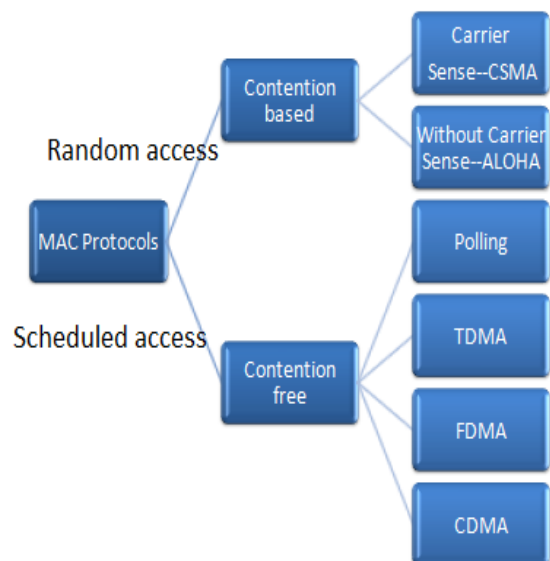 Carrier
Sense--CSMA
Contention
based
Without Carrier
Sense--ALOHA
Random access
MAC Protocols
Polling
Scheduled access
TDMA
Contention
free
FDMA
CDMA